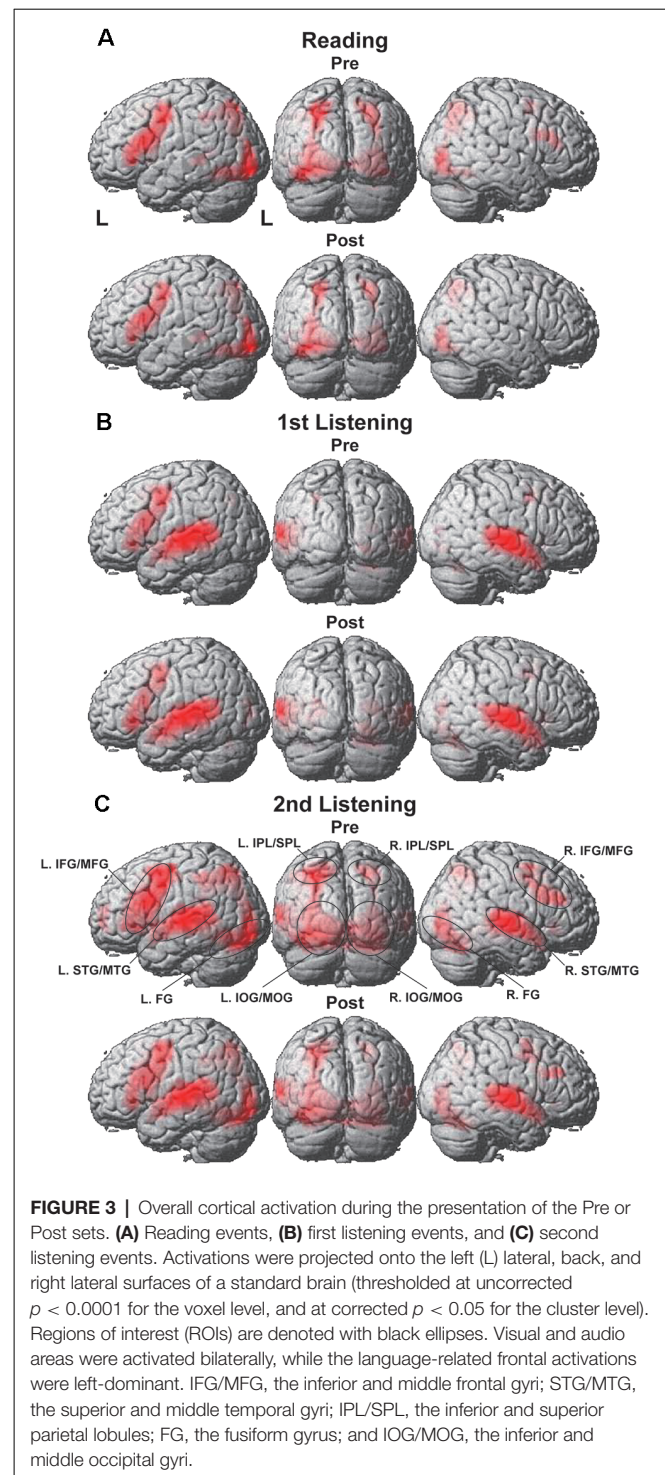 A
Reading
Pre
L
L
Post
B
1st Listening
Pre
Post
C
2nd Listening
Pre
L. IFG/MFG
L. IPL/SPL
R. IPL/SPL
R. IFG/MFG
L. STG/MTG
L. FG
L. IOG/MOG
R. IOG/MOG
R. FG
R. STG/MTG
Post
FIGURE 3 | Overall cortical activation during the presentation of the Pre or
Post sets. (A) Reading events, (B) first listening events, and (C) second
listening events. Activations were projected onto the left (L) lateral, back, and
right lateral surfaces of a standard brain (thresholded at uncorrected
p < 0.0001 for the voxel level, and at corrected p < 0.05 for the cluster level).
Regions of interest (ROIs) are denoted with black ellipses. Visual and audio
areas were activated bilaterally, while the language-related frontal activations
were left-dominant. IFG/MFG, the inferior and middle frontal gyri; STG/MTG,
the superior and middle temporal gyri; IPL/SPL, the inferior and superior
parietal lobules; FG, the fusiform gyrus; and IOG/MOG, the inferior and
middle occipital gyri.